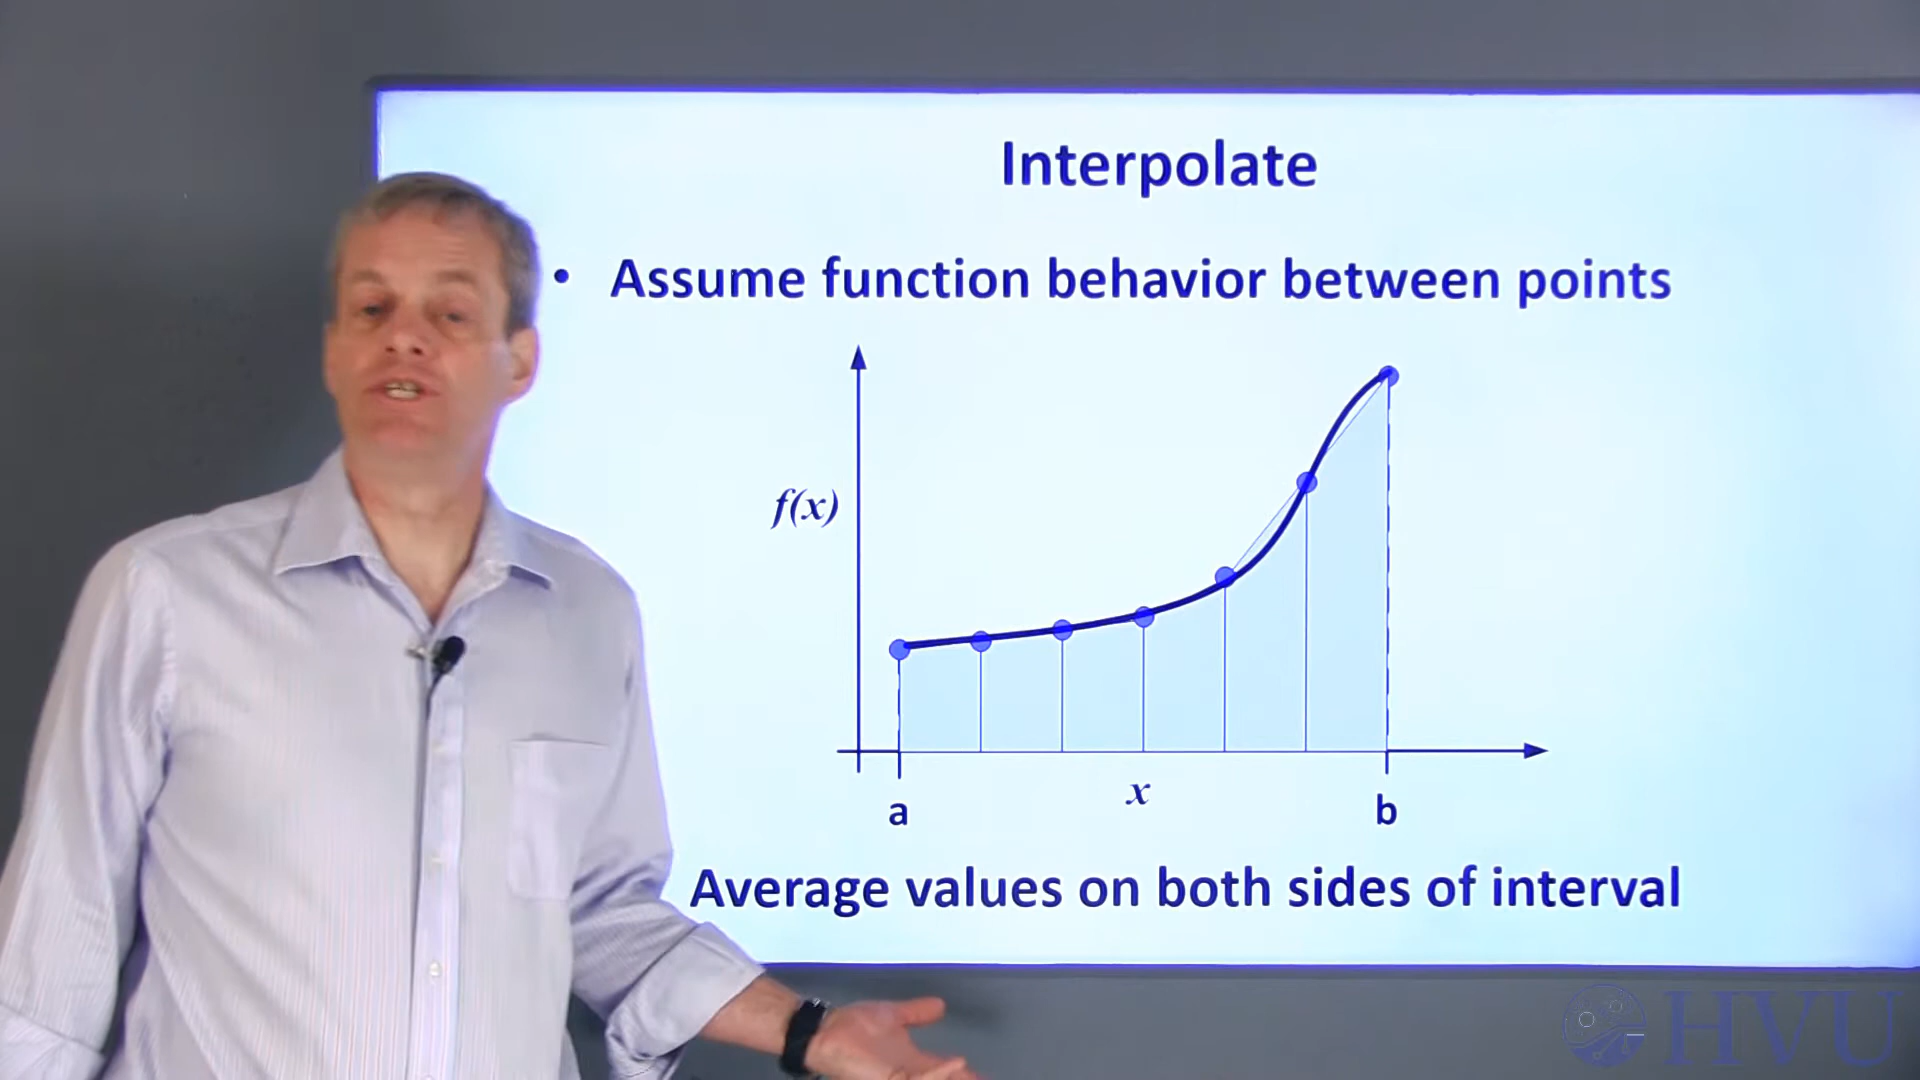 Interpolate
• Assume function behavior between points
f(x)
x
a
b
Average values on both sides of interval
HVU